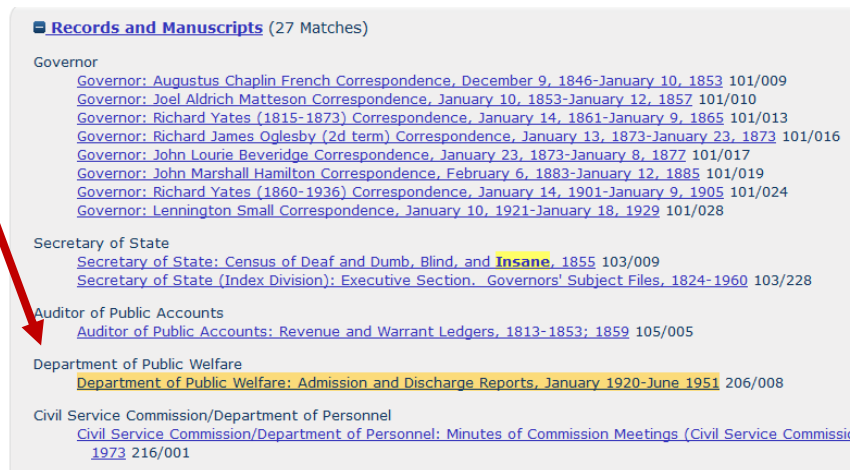 Records and Manuscripts (27 Matches)
Governor
Governor: Augustus Chaplin French Correspondence, December 9, 1846-January 10, 1853 101/009
Governor: Joel Aldrich Matteson Correspondence, January 10, 1853-January 12, 1857 101/010
Governor: Richard Yates (1815-1873) Correspondence, January 14, 1861-January 9, 1865 101/013
Governor: Richard James Oglesby (2d term) Correspondence, January 13, 1873-January 23, 1873 101/016
Governor: John Lourie Beveridge Correspondence, January 23, 1873-January 8, 1877 101/017
Governor: John Marshall Hamilton Correspondence, February 6, 1883-January 12, 1885 101/019
Governor: Richard Yates (1860-1936) Correspondence, January 14, 1901-January 9, 1905 101/024
Governor: Lennington Small Correspondence, January 10, 1921-January 18, 1929 101/028
Secretary of State
Secretary of State: Census of Deaf and Dumb, Blind, and Insane, 1855 103/009
Secretary of State (Index Division): Executive Section. Governors' Subject Files, 1824-1960 103/228
Auditor of Public Accounts
Auditor of Public Accounts: Revenue and Warrant Ledgers, 1813-1853; 1859 105/005
Department of Public Welfare
Department of Public Welfare: Admission and Discharge Reports, January 1920-June 1951 206/008
Civil Service Commission/Department of Personnel
Civil Service Commission/Department of Personnel: Minutes of Commission Meetings (Civil Service
1973 216/001